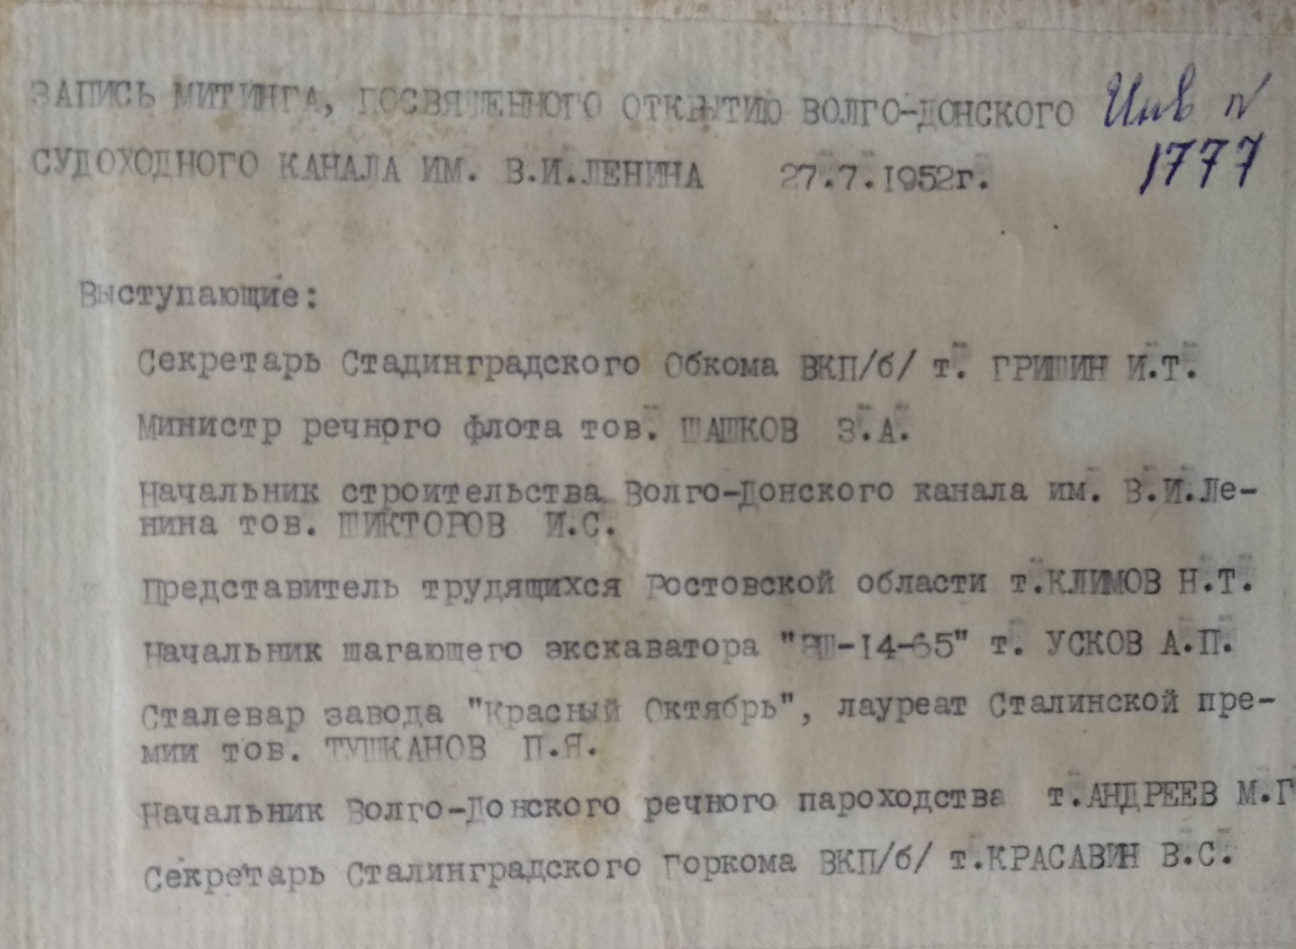 ЗАПИСЬ МИТИНГА, ПОСВЯЩЕННОГО ОТКРЫТИЮ ВОЛГО-ДОНСКОГО Инв №
СУДОХОДНОГО КАНАЛА ИМ. В.И.ЛЕНИНА 27.7.1952г. 1777
Выступающие:
Секретарь Стадинградского Обкома ВКП/б/ т. ГРИШИН И.Т.
Министр речного флота тов. ШАШКОВ З.А.
Начальник строительства Волго-Донского канала им. В.И.Ле-
нина тов. ШИКТОРОВ И.С.
Представитель трудящихся Ростовской области т.КЛИМОВ Н.Т.
Начальник шагающего экскаватора "ЭШ-14-65" т. УСКОВ А.П.
Сталевар завода "Красный Октябрь", лауреат Сталинской пре-
мии тов. ТУШКАНОВ П.Я.
Начальник Волго-Донского речного пароходства т.АНДРЕЕВ М.Г
Секретарь Сталинградского Горкома ВКП/б/ т.КРАСАВИН В.С.